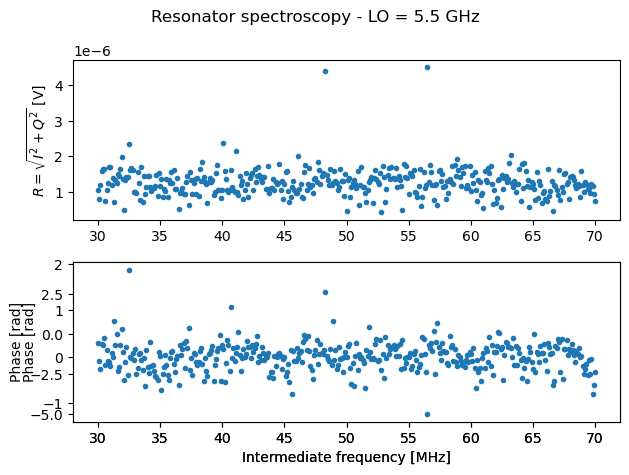 Resonator spectroscopy - LO = 5.5 GHz
1e−6
R = √I² + Q² [V]
4
3
2
1
30 35 40 45 50 55 60 65 70
Phase [rad]
Phase [rad]
2
2.5
1
0.0
0
−2.5
−1
−5.0
30 35 40 45 50 55 60 65 70
Intermediate frequency [MHz]